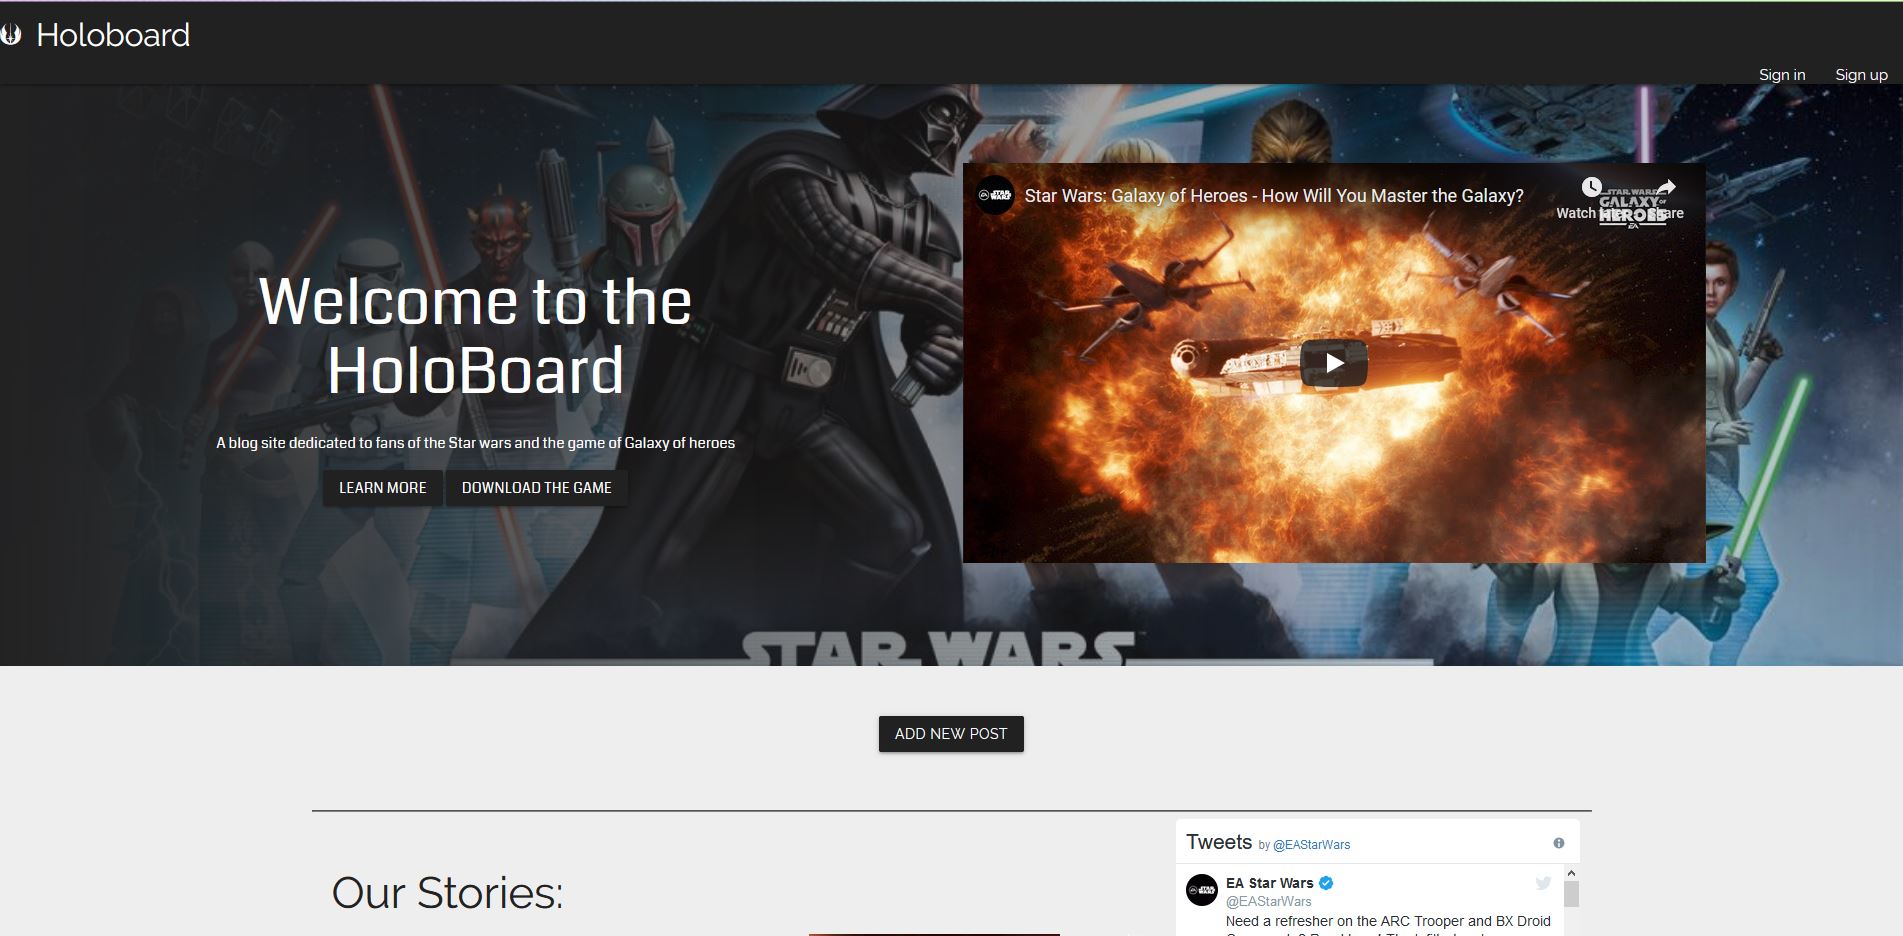 Holoboard
Sign in
Sign up
Star Wars: Galaxy of Heroes - How Will You Master the Galaxy?
Watch
STAR WARS
GALAXY OF
HEROES
EA
Welcome to the
HoloBoard
A blog site dedicated to fans of the Star wars and the game of Galaxy of heroes
LEARN MORE
DOWNLOAD THE GAME
STAR WARS
ADD NEW POST
Tweets by @EAStarWars
Our Stories:
EA Star Wars
@EAStarWars
Need a refresher on the ARC Trooper and BX Droid